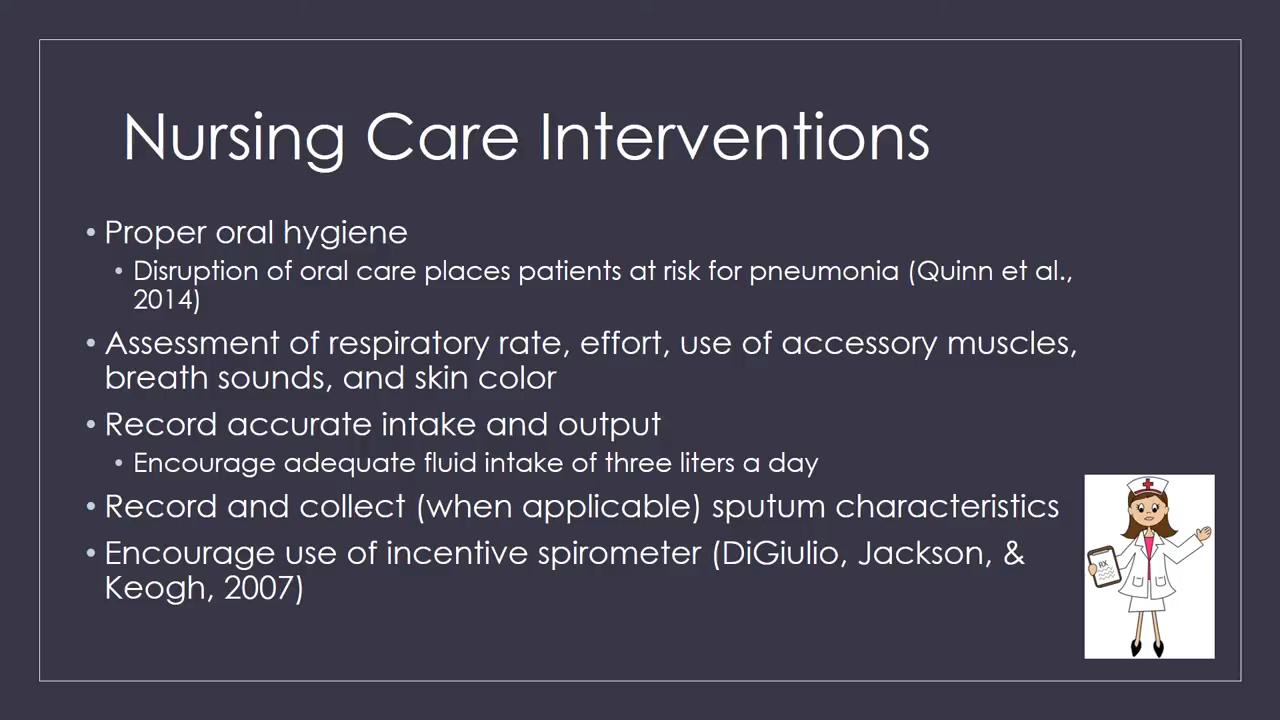 Nursing Care Interventions
• Proper oral hygiene
• Disruption of oral care places patients at risk for pneumonia (Quinn et al.,
2014)
• Assessment of respiratory rate, effort, use of accessory muscles,
breath sounds, and skin color
• Record accurate intake and output
• Encourage adequate fluid intake of three liters a day
• Record and collect (when applicable) sputum characteristics
• Encourage use of incentive spirometer (DiGiulio, Jackson, &
Keogh, 2007)
RX